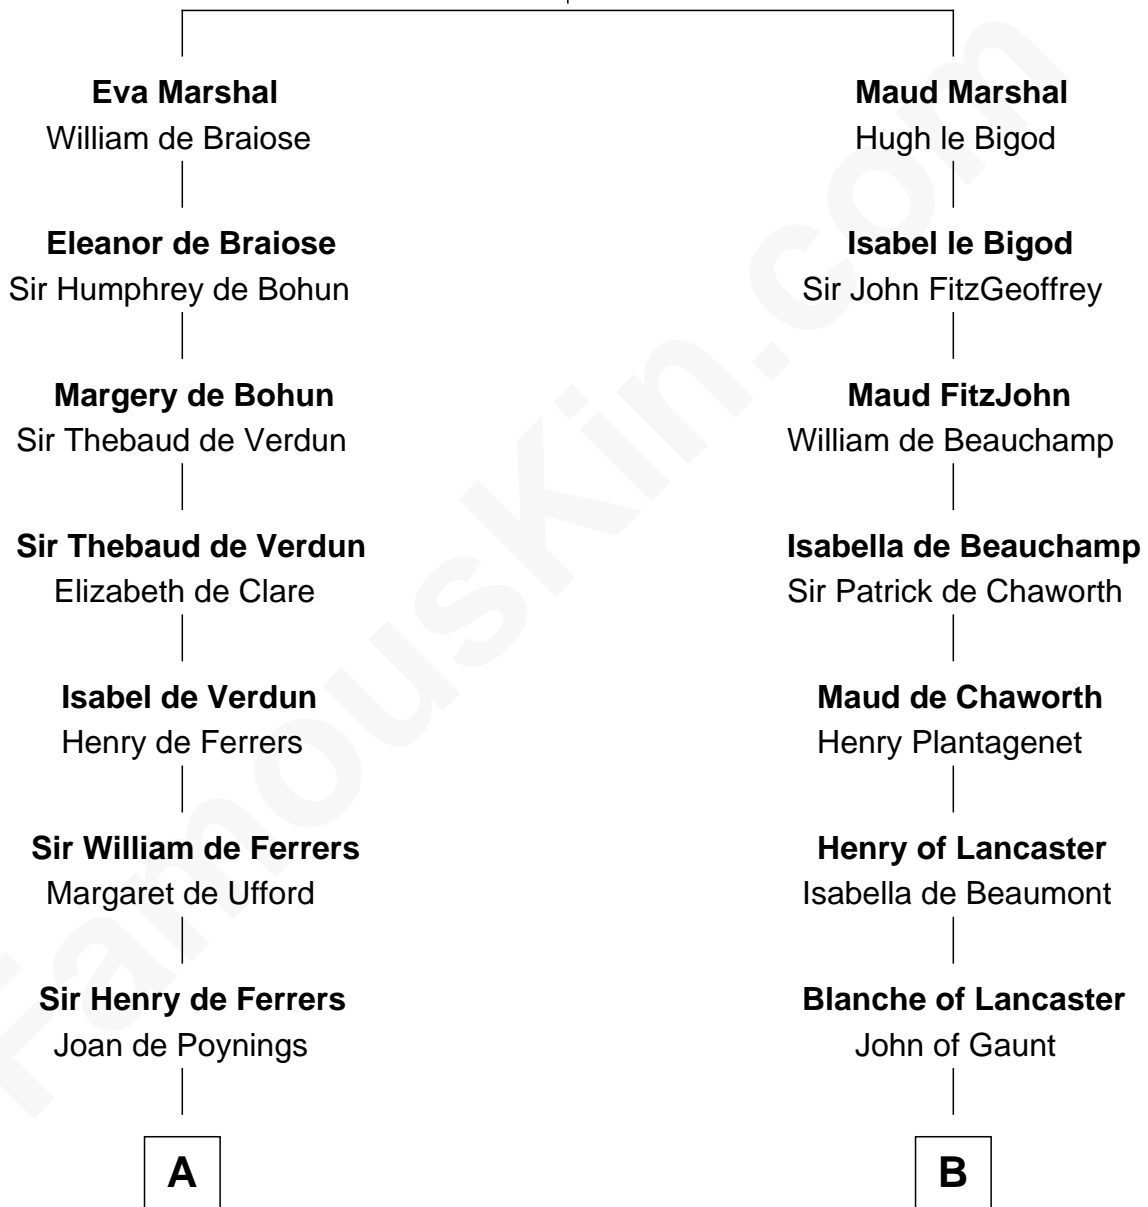 Eva Marshal
William de Braiose
Maud Marshal
Hugh le Bigod
Eleanor de Braiose
Sir Humphrey de Bohun
Isabel le Bigod
Sir John FitzGeoffrey
Margery de Bohun
Sir Thebaud de Verdun
Maud FitzJohn
William de Beauchamp
Sir Thebaud de Verdun
Elizabeth de Clare
Isabella de Beauchamp
Sir Patrick de Chaworth
Isabel de Verdun
Henry de Ferrers
Maud de Chaworth
Henry Plantagenet
Sir William de Ferrers
Margaret de Ufford
Henry of Lancaster
Isabella de Beaumont
Sir Henry de Ferrers
Joan de Poynings
Blanche of Lancaster
John of Gaunt
A
B
FamousKin.com